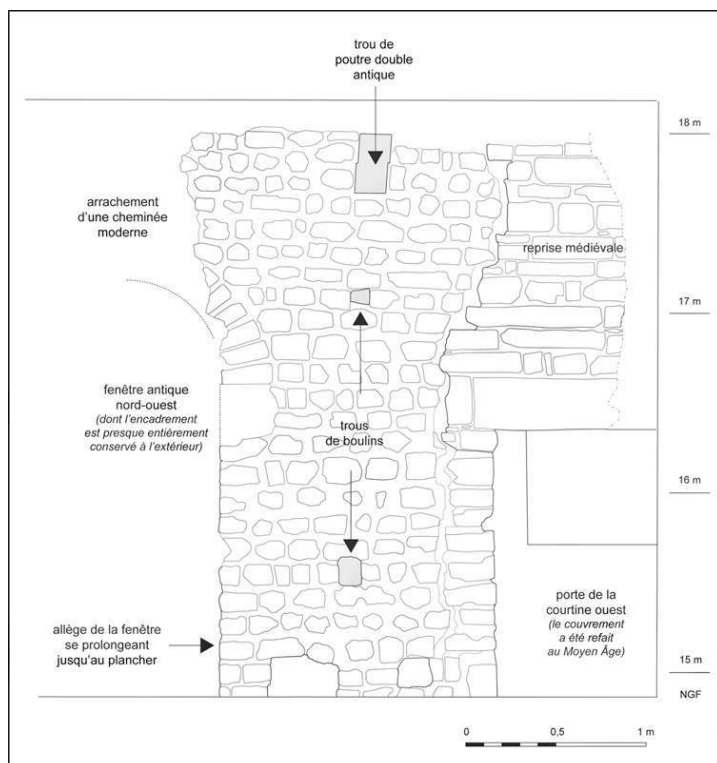 trou de
poutre double
antique
18 m
arrachement
d'une cheminée
moderne
reprise médiévale
17 m
fenêtre antique
nord-ouest
(dont l'encadrement
est presque entièrement
conservé à l'extérieur)
trous
de boulins
16 m
porte de la
courtine ouest
(le couvrement
a été refait
au Moyen Âge)
allège de la fenêtre
se prolongeant
jusqu'au plancher
15 m
NGF
0
0,5
1 m